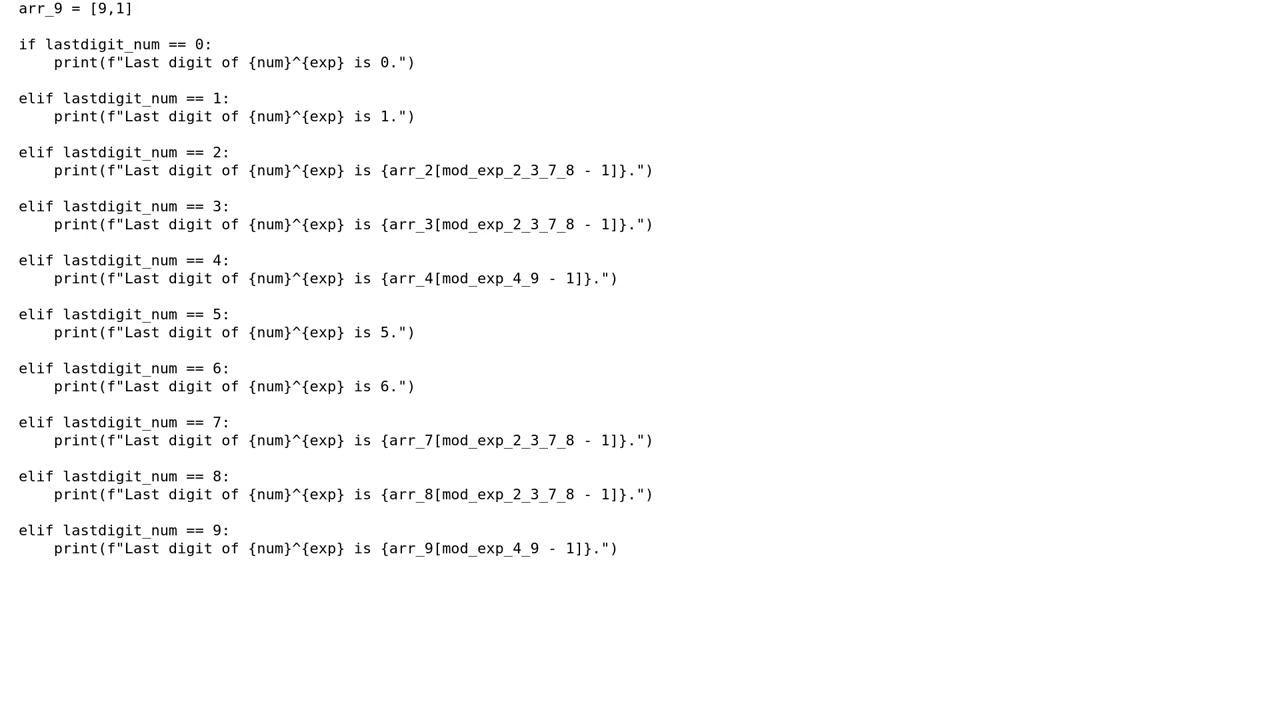 arr_9 = [9,1]
if lastdigit_num == 0:
    print(f"Last digit of {num}^{exp} is 0.")
elif lastdigit_num == 1:
    print(f"Last digit of {num}^{exp} is 1.")
elif lastdigit_num == 2:
    print(f"Last digit of {num}^{exp} is {arr_2[mod_exp_2_3_7_8 - 1]}.")
elif lastdigit_num == 3:
    print(f"Last digit of {num}^{exp} is {arr_3[mod_exp_2_3_7_8 - 1]}.")
elif lastdigit_num == 4:
    print(f"Last digit of {num}^{exp} is {arr_4[mod_exp_4_9 - 1]}.")
elif lastdigit_num == 5:
    print(f"Last digit of {num}^{exp} is 5.")
elif lastdigit_num == 6:
    print(f"Last digit of {num}^{exp} is 6.")
elif lastdigit_num == 7:
    print(f"Last digit of {num}^{exp} is {arr_7[mod_exp_2_3_7_8 - 1]}.")
elif lastdigit_num == 8:
    print(f"Last digit of {num}^{exp} is {arr_8[mod_exp_2_3_7_8 - 1]}.")
elif lastdigit_num == 9:
    print(f"Last digit of {num}^{exp} is {arr_9[mod_exp_4_9 - 1]}.")